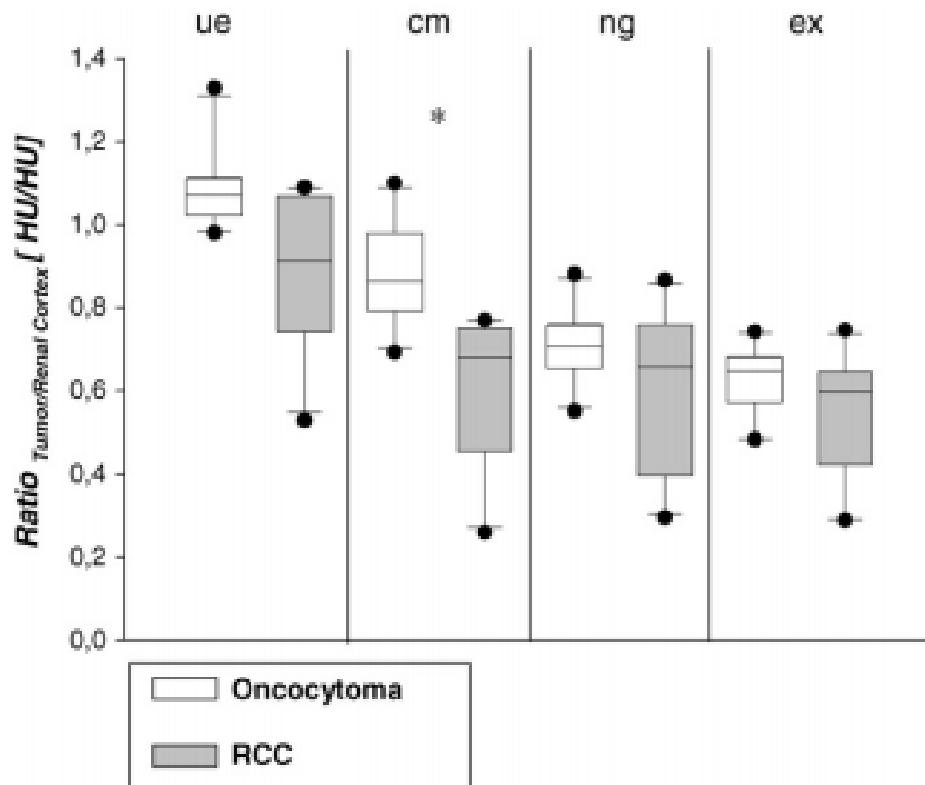 ue cm ng ex
1,4
1,2
1,0
0,8
0,6
0,4
0,2
0,0
Ratio Tumor/Renal Cortex [ HU/HU]
*
Oncocytoma
RCC